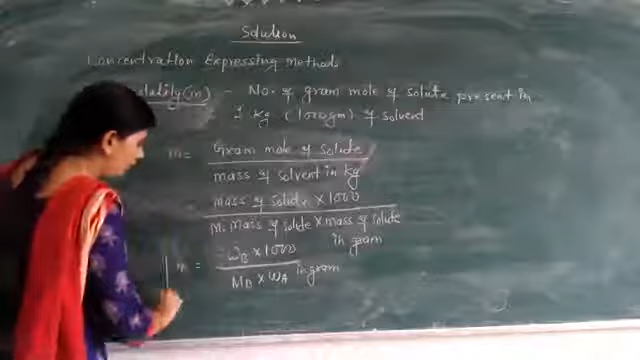 Solution
Concentration Expressing methods
lality(m) - No. of gram mole of solute present in
1 Kg (1000gm) of solvent
m= Gram mole of solute
mass of solvent in kg
mass of solute × 1000
M. Mass of solute × mass of solute
in gram
m = WB × 1000
MB × WA in gram